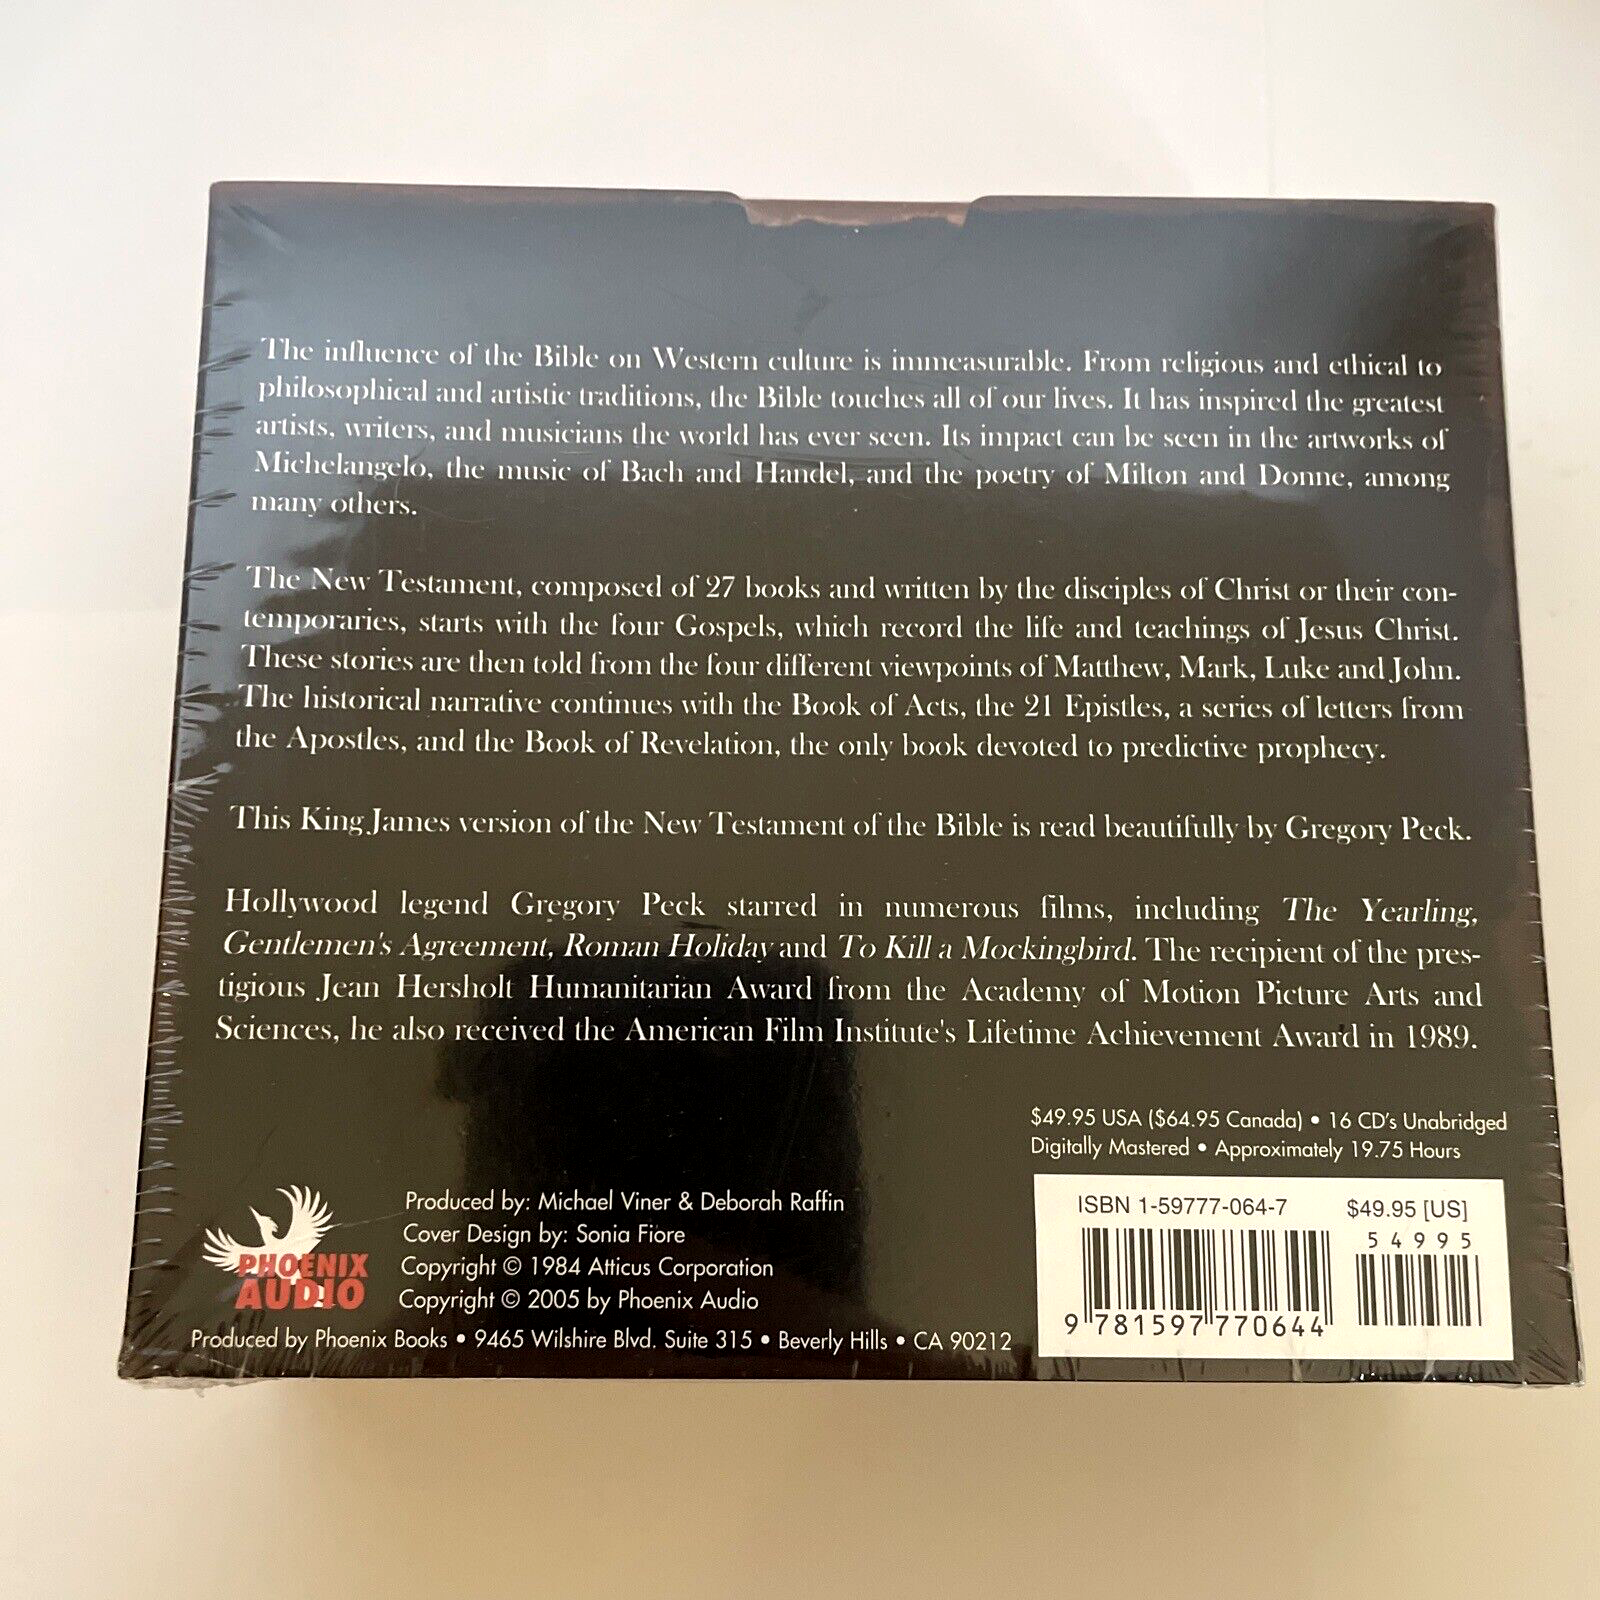 The influence of the Bible on Western culture is immeasurable. From religious and ethical to
philosophical and artistic traditions, the Bible touches all of our lives. It has inspired the greatest
artists, writers, and musicians the world has ever seen. Its impact can be seen in the artworks of
Michelangelo, the music of Bach and Handel, and the poetry of Milton and Donne, among
many others.
The New Testament, composed of 27 books and written by the disciples of Christ or their con-
temporaries, starts with the four Gospels, which record the life and teachings of Jesus Christ.
These stories are then told from the four different viewpoints of Matthew, Mark, Luke and John.
The historical narrative continues with the Book of Acts, the 21 Epistles, a series of letters from
the Apostles, and the Book of Revelation, the only book devoted to predictive prophecy.
This King James version of the New Testament of the Bible is read beautifully by Gregory Peck.
Hollywood legend Gregory Peck starred in numerous films, including The Yearling,
Gentlemen's Agreement, Roman Holiday and To Kill a Mockingbird. The recipient of the pres-
tigious Jean Hersholt Humanitarian Award from the Academy of Motion Picture Arts and
Sciences, he also received the American Film Institute's Lifetime Achievement Award in 1989.
$49.95 USA ($64.95 Canada) • 16 CD's Unabridged
Digitally Mastered • Approximately 19.75 Hours
PHOENIX
AUDIO
Produced by: Michael Viner & Deborah Raffin
Cover Design by: Sonia Fiore
Copyright © 1984 Atticus Corporation
Copyright © 2005 by Phoenix Audio
Produced by Phoenix Books • 9465 Wilshire Blvd. Suite 315 • Beverly Hills • CA 90212
ISBN 1-59777-064-7 $49.95 [US]
5 4 9 9 5
9 781597 770644